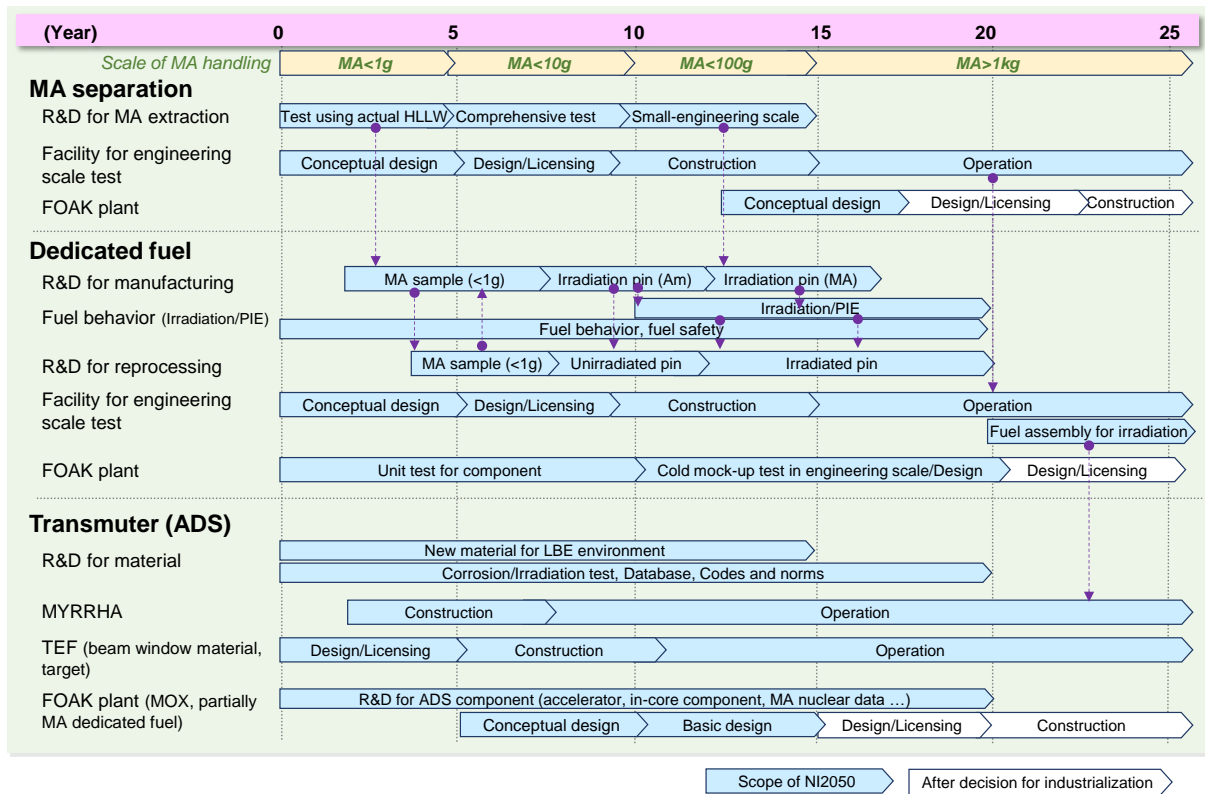 (Year) 0 5 10 15 20 25
Scale of MA handling MA<1g MA<10g MA<100g MA>1kg
MA separation
R&D for MA extraction Test using actual HLLW Comprehensive test Small-engineering scale
Facility for engineering
scale test
Conceptual design Design/Licensing Construction Operation
FOAK plant Conceptual design Design/Licensing Construction
Dedicated fuel
R&D for manufacturing MA sample (<1g) Irradiation pin (Am) Irradiation pin (MA)
Irradiation/PIE
Fuel behavior (Irradiation/PIE)
Fuel behavior, fuel safety
R&D for reprocessing MA sample (<1g) Unirradiated pin Irradiated pin
Facility for engineering
scale test
Conceptual design Design/Licensing Construction Operation
Fuel assembly for irradiation
FOAK plant Unit test for component Cold mock-up test in engineering scale/Design Design/Licensing
Transmuter (ADS)
New material for LBE environment
R&D for material
Corrosion/Irradiation test, Database, Codes and norms
MYRRHA Construction Operation
TEF (beam window material,
target)
Design/Licensing Construction Operation
FOAK plant (MOX, partially
MA dedicated fuel)
R&D for ADS component (accelerator, in-core component, MA nuclear data …)
Conceptual design Basic design Design/Licensing Construction
Scope of NI2050 After decision for industrialization